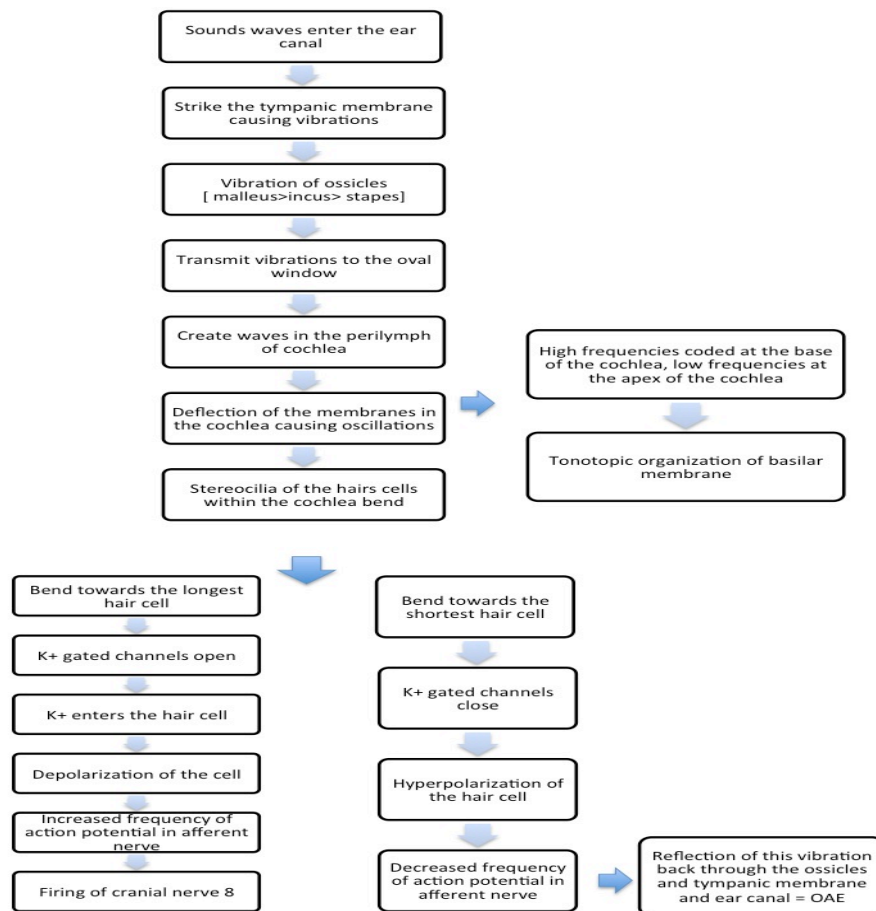 Sounds waves enter the ear
canal
Strike the tympanic membrane
causing vibrations
Vibration of ossicles
[ malleus>incus> stapes]
Transmit vibrations to the oval
window
Create waves in the perilymph
of cochlea
Deflection of the membranes in
the cochlea causing oscillations
Stereocilia of the hairs cells
within the cochlea bend
High frequencies coded at the base
of the cochlea, low frequencies at
the apex of the cochlea
Tonotopic organization of basilar
membrane
Bend towards the longest
hair cell
K+ gated channels open
K+ enters the hair cell
Depolarization of the cell
Increased frequency of
action potential in afferent
nerve
Firing of cranial nerve 8
Bend towards the
shortest hair cell
K+ gated channels
close
Hyperpolarization of
the hair cell
Decreased frequency
of action potential in
afferent nerve
Reflection of this vibration
back through the ossicles
and tympanic membrane
and ear canal = OAE